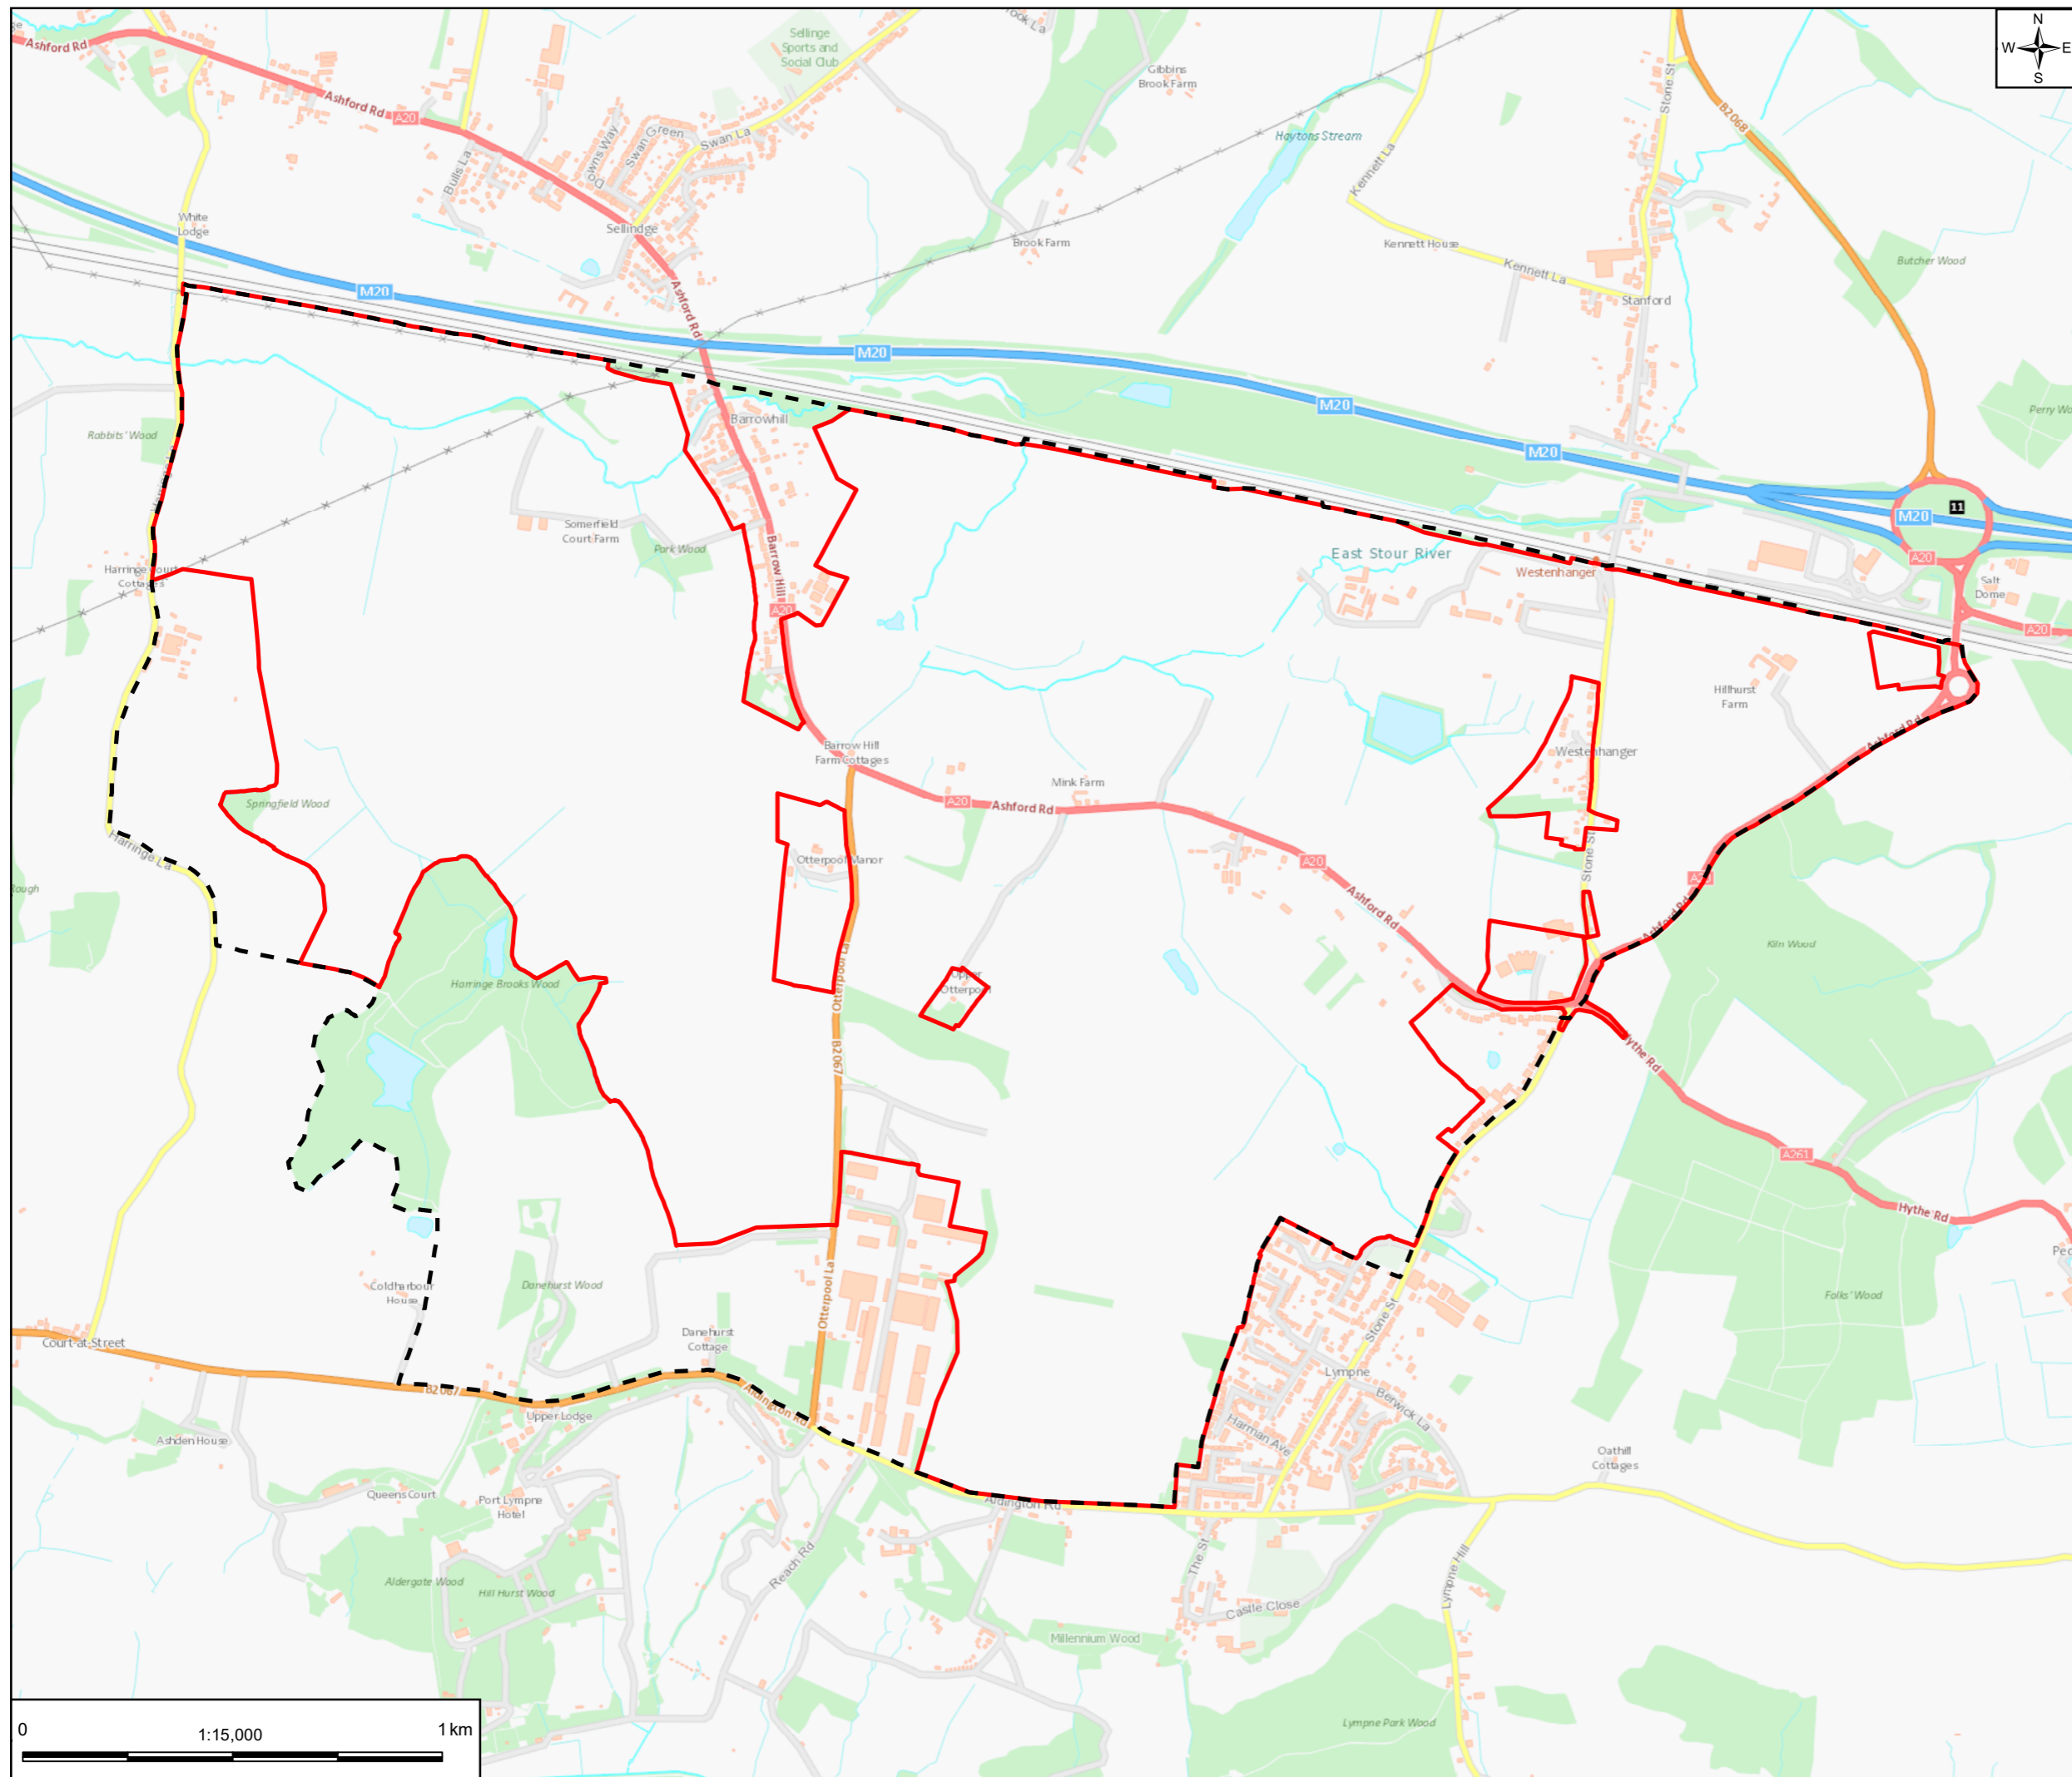 N
W E
S
Ashford Rd
Sellinge
Sports and
Social Club
Gibbins
Brook Farm
Stone St
B2068
Ashford Rd
A20
Swan Green
Swan La
Haytons Stream
Bulls La
Kennett La
White
Lodge
Sellindge
Brook Farm
Kennett House
Kennett La
Butcher Wood
Stanford
M20
Ashford Rd
M20
M20
Barrowhill
Rabbits' Wood
M20
11
M20
Somerfield
Court Farm
Park Wood
Barrow Hill
East Stour River
Westenhanger
A20
Harringe Court
Cottages
Salt
Dome
A20
A20
Hillhurst
Farm
Barrow Hill
Farm Cottages
Westenhanger
Ashford Rd
Mink Farm
Springfield Wood
A20
Ashford Rd
Harringe La
Otterpool Manor
A20
Stone St
Ashford Rd
Ashford Rd
Kiln Wood
Harringe Brooks Wood
Otterpool La
Upper
Otterpool
B2067
Hythe Rd
A261
Hythe Rd
Coldharbour
House
Danehurst Wood
Otterpool La
Folks' Wood
Court-at-Street
Danehurst
Cottage
Stone St
Lympne
B2067
Aldington Rd
Berwick La
Upper Lodge
Harman Ave
Ashden House
Oathill
Cottages
Queens Court
Port Lympne
Hotel
Aldington Rd
Reach Rd
The St
Lympne Hill
Aldergate Wood
Hill Hurst Wood
Castle Close
Millennium Wood
Lympne Park Wood
0
1:15,000
1 km